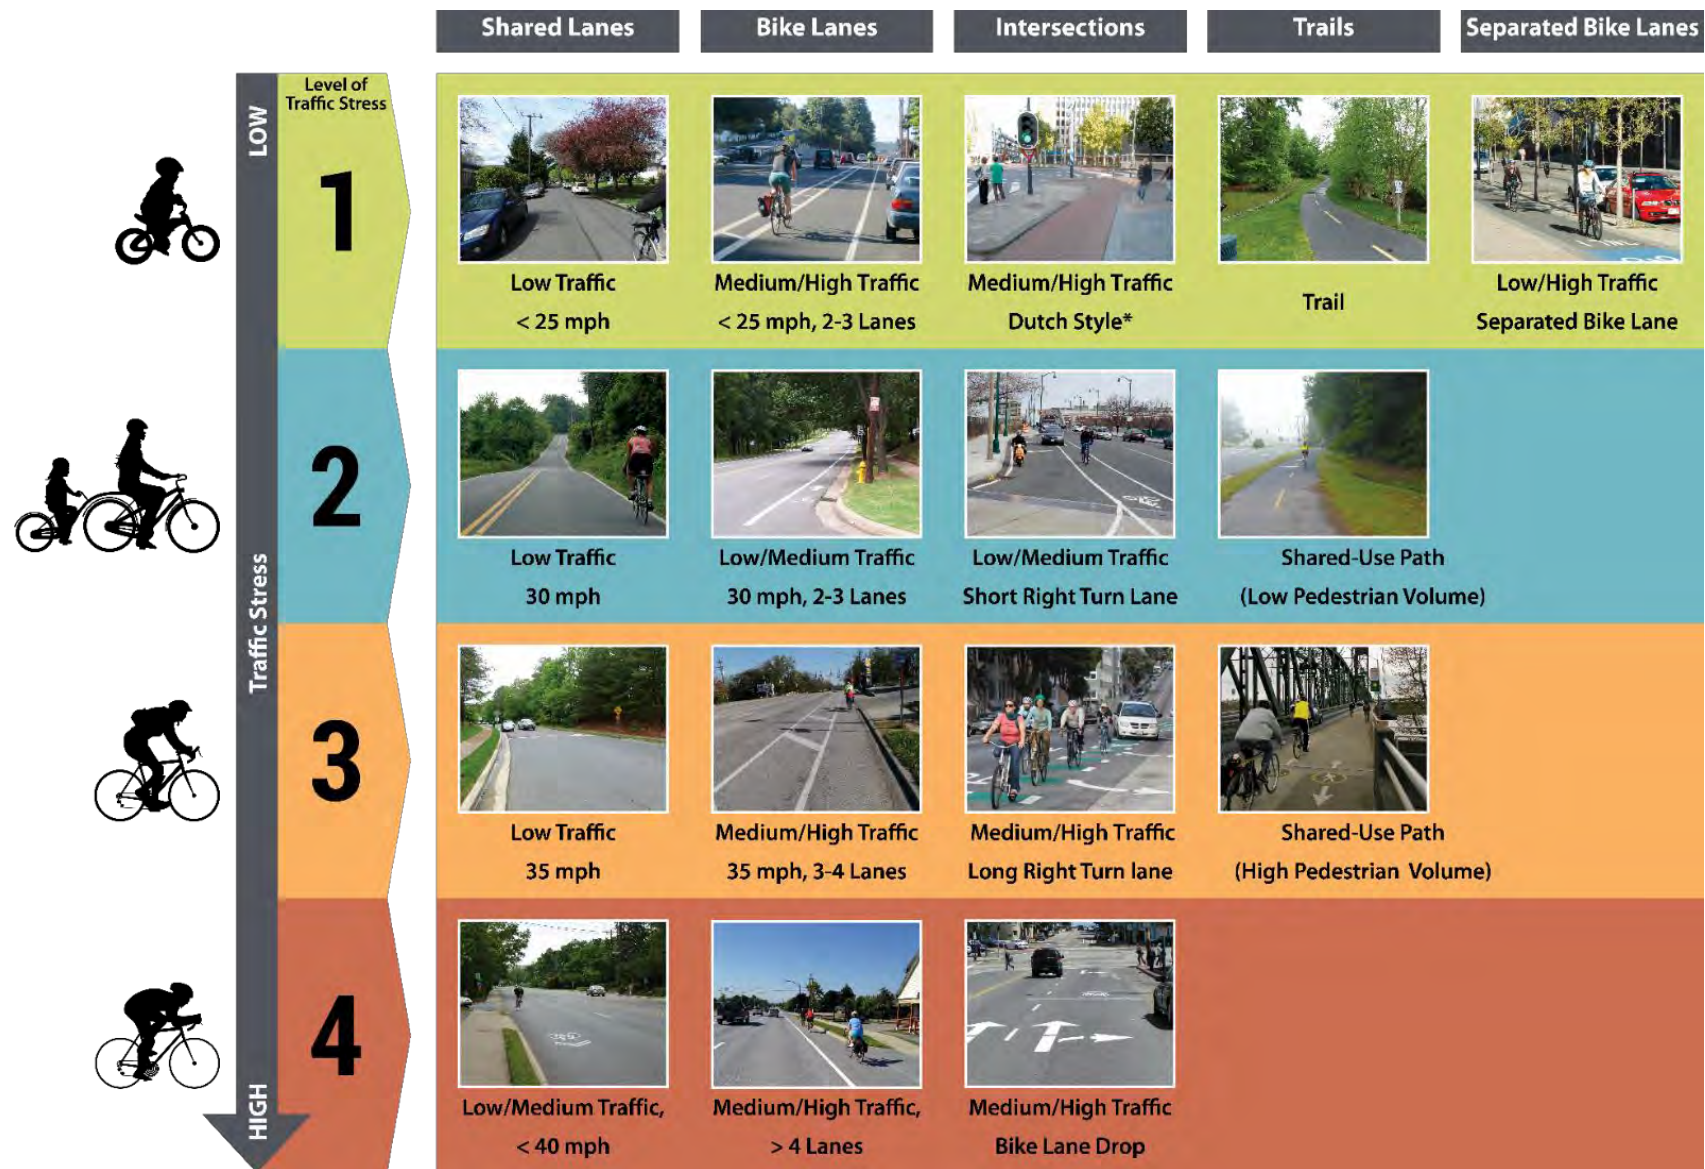 Shared Lanes
Bike Lanes
Intersections
Trails
Separated Bike Lanes
LOW
Traffic Stress
HIGH
Level of
Traffic Stress
1
Low Traffic
< 25 mph
Medium/High Traffic
< 25 mph, 2-3 Lanes
Medium/High Traffic
Dutch Style*
Trail
Low/High Traffic
Separated Bike Lane
2
Low Traffic
30 mph
Low/Medium Traffic
30 mph, 2-3 Lanes
Low/Medium Traffic
Short Right Turn Lane
Shared-Use Path
(Low Pedestrian Volume)
3
Low Traffic
35 mph
Medium/High Traffic
35 mph, 3-4 Lanes
Medium/High Traffic
Long Right Turn lane
Shared-Use Path
(High Pedestrian Volume)
4
Low/Medium Traffic,
< 40 mph
Medium/High Traffic,
> 4 Lanes
Medium/High Traffic
Bike Lane Drop